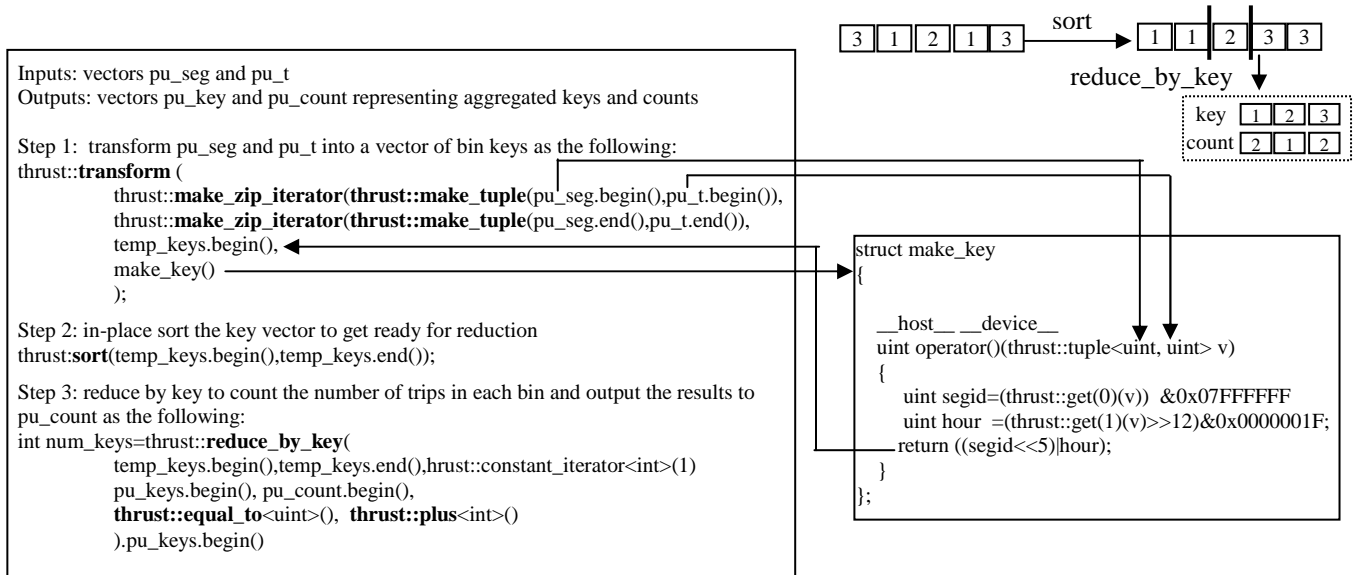 3 1 2 1 3
sort
1 1 2 3 3
reduce_by_key
key 1 2 3
count 2 1 2
Inputs: vectors pu_seg and pu_t
Outputs: vectors pu_key and pu_count representing aggregated keys and counts
Step 1: transform pu_seg and pu_t into a vector of bin keys as the following:
thrust::transform (
thrust::make_zip_iterator(thrust::make_tuple(pu_seg.begin(),pu_t.begin()),
thrust::make_zip_iterator(thrust::make_tuple(pu_seg.end(),pu_t.end()),
temp_keys.begin(),
make_key()
);
Step 2: in-place sort the key vector to get ready for reduction
thrust:sort(temp_keys.begin(),temp_keys.end());
Step 3: reduce by key to count the number of trips in each bin and output the results to
pu_count as the following:
int num_keys=thrust::reduce_by_key(
temp_keys.begin(),temp_keys.end(),hrust::constant_iterator<int>(1)
pu_keys.begin(), pu_count.begin(),
thrust::equal_to<uint>(), thrust::plus<int>()
).pu_keys.begin()
struct make_key
{
__host__ __device__
uint operator()(thrust::tuple<uint, uint> v)
{
uint segid=(thrust::get(0)(v)) &0x07FFFFFF
uint hour =(thrust::get(1)(v)>>12)&0x0000001F;
return ((segid<<5)|hour);
}
};